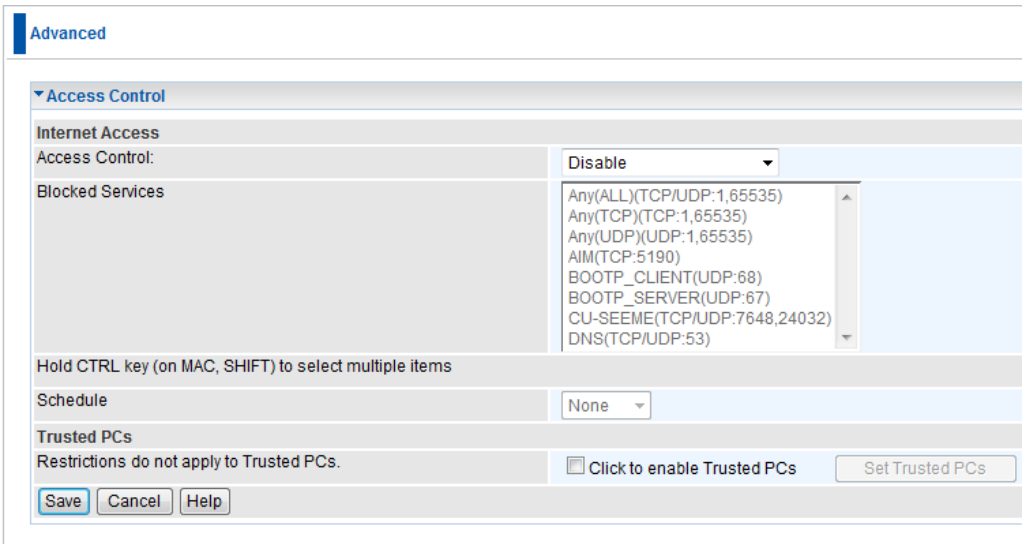 Advanced
Access Control
Internet Access
Access Control: Disable
Blocked Services
Any(ALL)(TCP/UDP:1,65535)
Any(TCP)(TCP:1,65535)
Any(UDP)(UDP:1,65535)
AIM(TCP:5190)
BOOTP_CLIENT(UDP:68)
BOOTP_SERVER(UDP:67)
CU-SEEME(TCP/UDP:7648,24032)
DNS(TCP/UDP:53)
Hold CTRL key (on MAC, SHIFT) to select multiple items
Schedule None
Trusted PCs
Restrictions do not apply to Trusted PCs. Click to enable Trusted PCs Set Trusted PCs
Save Cancel Help